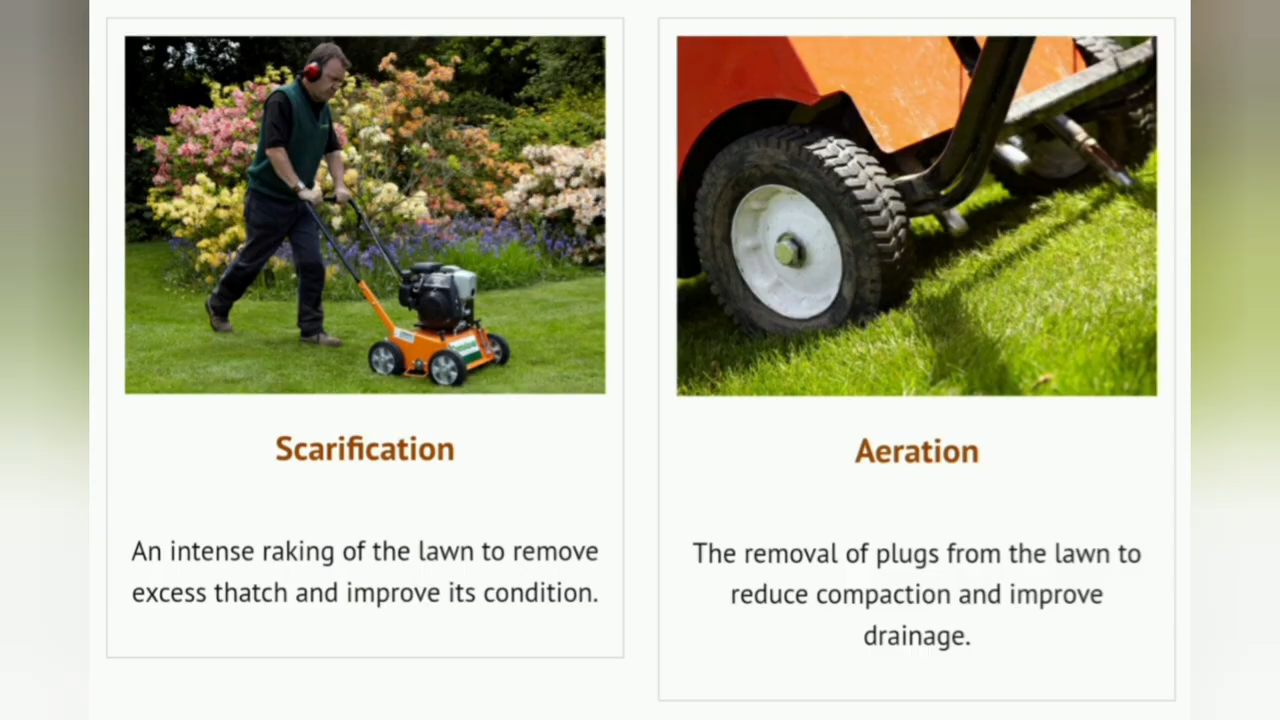 Scarification
An intense raking of the lawn to remove
excess thatch and improve its condition.
Aeration
The removal of plugs from the lawn to
reduce compaction and improve
drainage.